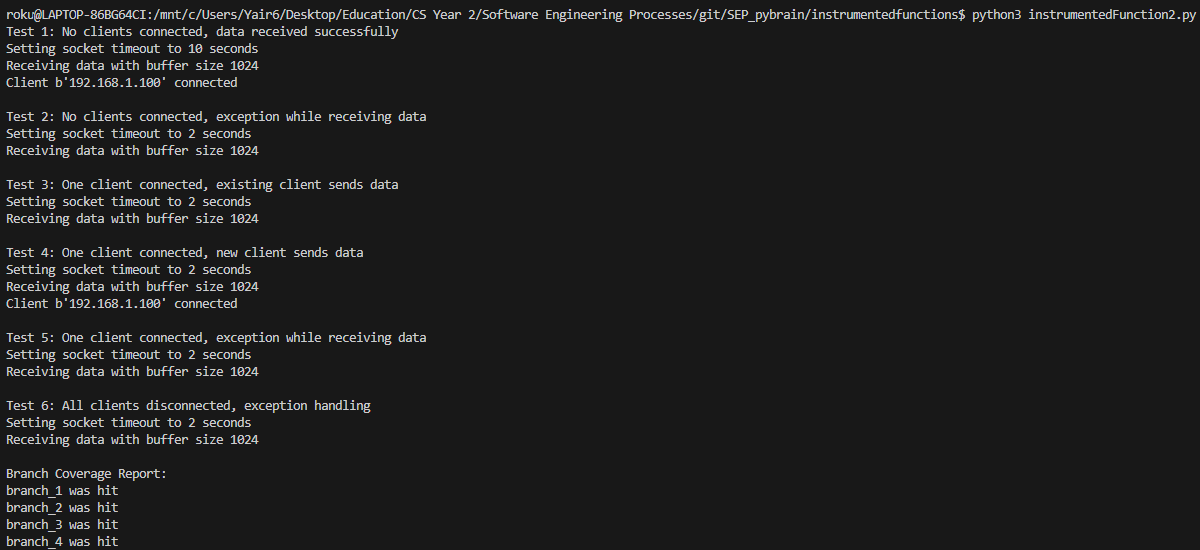 roku@LAPTOP-86BG64CI:/mnt/c/Users/Yair6/Desktop/Education/CS Year 2/Software Engineering Processes/git/SEP_pybrain/instrumentedfunctions$ python3 instrumentedFunction2.py
Test 1: No clients connected, data received successfully
Setting socket timeout to 10 seconds
Receiving data with buffer size 1024
Client b'192.168.1.100' connected

Test 2: No clients connected, exception while receiving data
Setting socket timeout to 2 seconds
Receiving data with buffer size 1024

Test 3: One client connected, existing client sends data
Setting socket timeout to 2 seconds
Receiving data with buffer size 1024

Test 4: One client connected, new client sends data
Setting socket timeout to 2 seconds
Receiving data with buffer size 1024
Client b'192.168.1.100' connected

Test 5: One client connected, exception while receiving data
Setting socket timeout to 2 seconds
Receiving data with buffer size 1024

Test 6: All clients disconnected, exception handling
Setting socket timeout to 2 seconds
Receiving data with buffer size 1024

Branch Coverage Report:
branch_1 was hit
branch_2 was hit
branch_3 was hit
branch_4 was hit